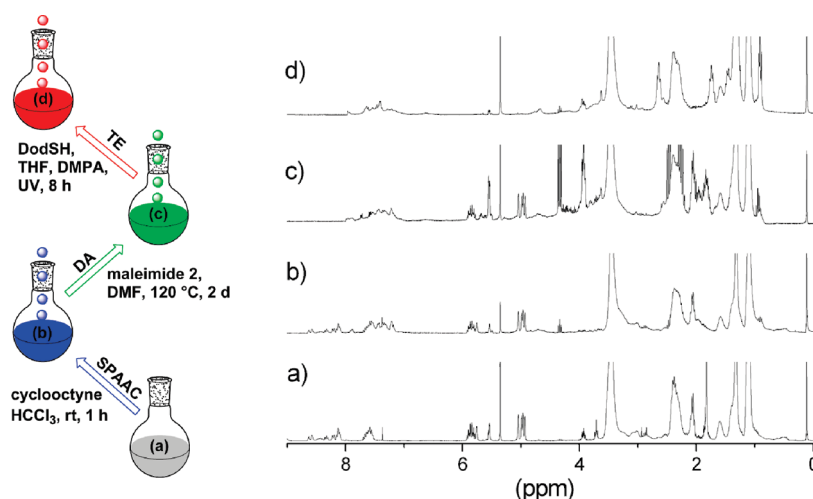 (d)
TE
DodSH,
THF, DMPA,
UV, 8 h
(c)
DA
maleimide 2,
DMF, 120 °C, 2 d
(b)
SPAAC
cyclooctyne
HCCl3, rt, 1 h
(a)
d)
c)
b)
a)
8 6 4 2 0
(ppm)